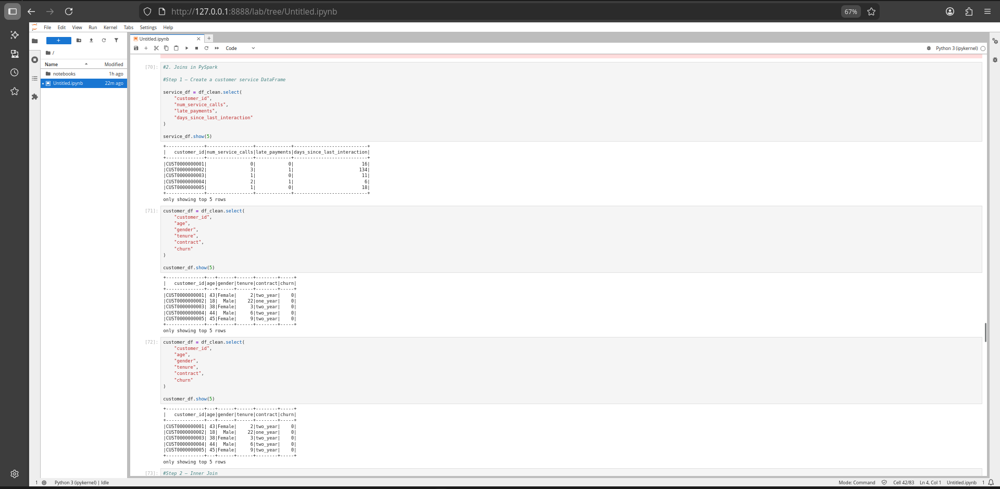 http://127.0.0.1:8888/lab/tree/Untitled.ipynb
67%
File Edit View Run Kernel Tabs Settings Help
+
/
Name Modified
notebooks 1h ago
Untitled.ipynb 22m ago
Untitled.ipynb
Code
Python 3 (ipykernel)
[70]:
#2. Joins in PySpark
#Step 1 — Create a customer service DataFrame
service_df = df_clean.select(
    "customer_id",
    "num_service_calls",
    "late_payments",
    "days_since_last_interaction"
)
service_df.show(5)
+--------------+-----------------+-------------+---------------------------+
|   customer_id|num_service_calls|late_payments|days_since_last_interaction|
+--------------+-----------------+-------------+---------------------------+
|CUST0000000001|                0|            0|                         16|
|CUST0000000002|                3|            1|                        134|
|CUST0000000003|                1|            0|                         11|
|CUST0000000004|                2|            1|                          6|
|CUST0000000005|                1|            0|                         18|
+--------------+-----------------+-------------+---------------------------+
only showing top 5 rows
[71]:
customer_df = df_clean.select(
    "customer_id",
    "age",
    "gender",
    "tenure",
    "contract",
    "churn"
)
customer_df.show(5)
+--------------+---+------+------+--------+-----+
|   customer_id|age|gender|tenure|contract|churn|
+--------------+---+------+------+--------+-----+
|CUST0000000001| 43|Female|     2|two_year|    0|
|CUST0000000002| 18|  Male|    22|one_year|    0|
|CUST0000000003| 38|Female|     3|two_year|    0|
|CUST0000000004| 44|  Male|     6|two_year|    0|
|CUST0000000005| 45|Female|     9|two_year|    0|
+--------------+---+------+------+--------+-----+
only showing top 5 rows
[72]:
customer_df = df_clean.select(
    "customer_id",
    "age",
    "gender",
    "tenure",
    "contract",
    "churn"
)
customer_df.show(5)
+--------------+---+------+------+--------+-----+
|   customer_id|age|gender|tenure|contract|churn|
+--------------+---+------+------+--------+-----+
|CUST0000000001| 43|Female|     2|two_year|    0|
|CUST0000000002| 18|  Male|    22|one_year|    0|
|CUST0000000003| 38|Female|     3|two_year|    0|
|CUST0000000004| 44|  Male|     6|two_year|    0|
|CUST0000000005| 45|Female|     9|two_year|    0|
+--------------+---+------+------+--------+-----+
only showing top 5 rows
[73]:
#Step 2 — Inner Join
1 Python 3 (ipykernel) | Idle
Mode: Command Cell 42/83 Ln 4, Col 1 Untitled.ipynb 1